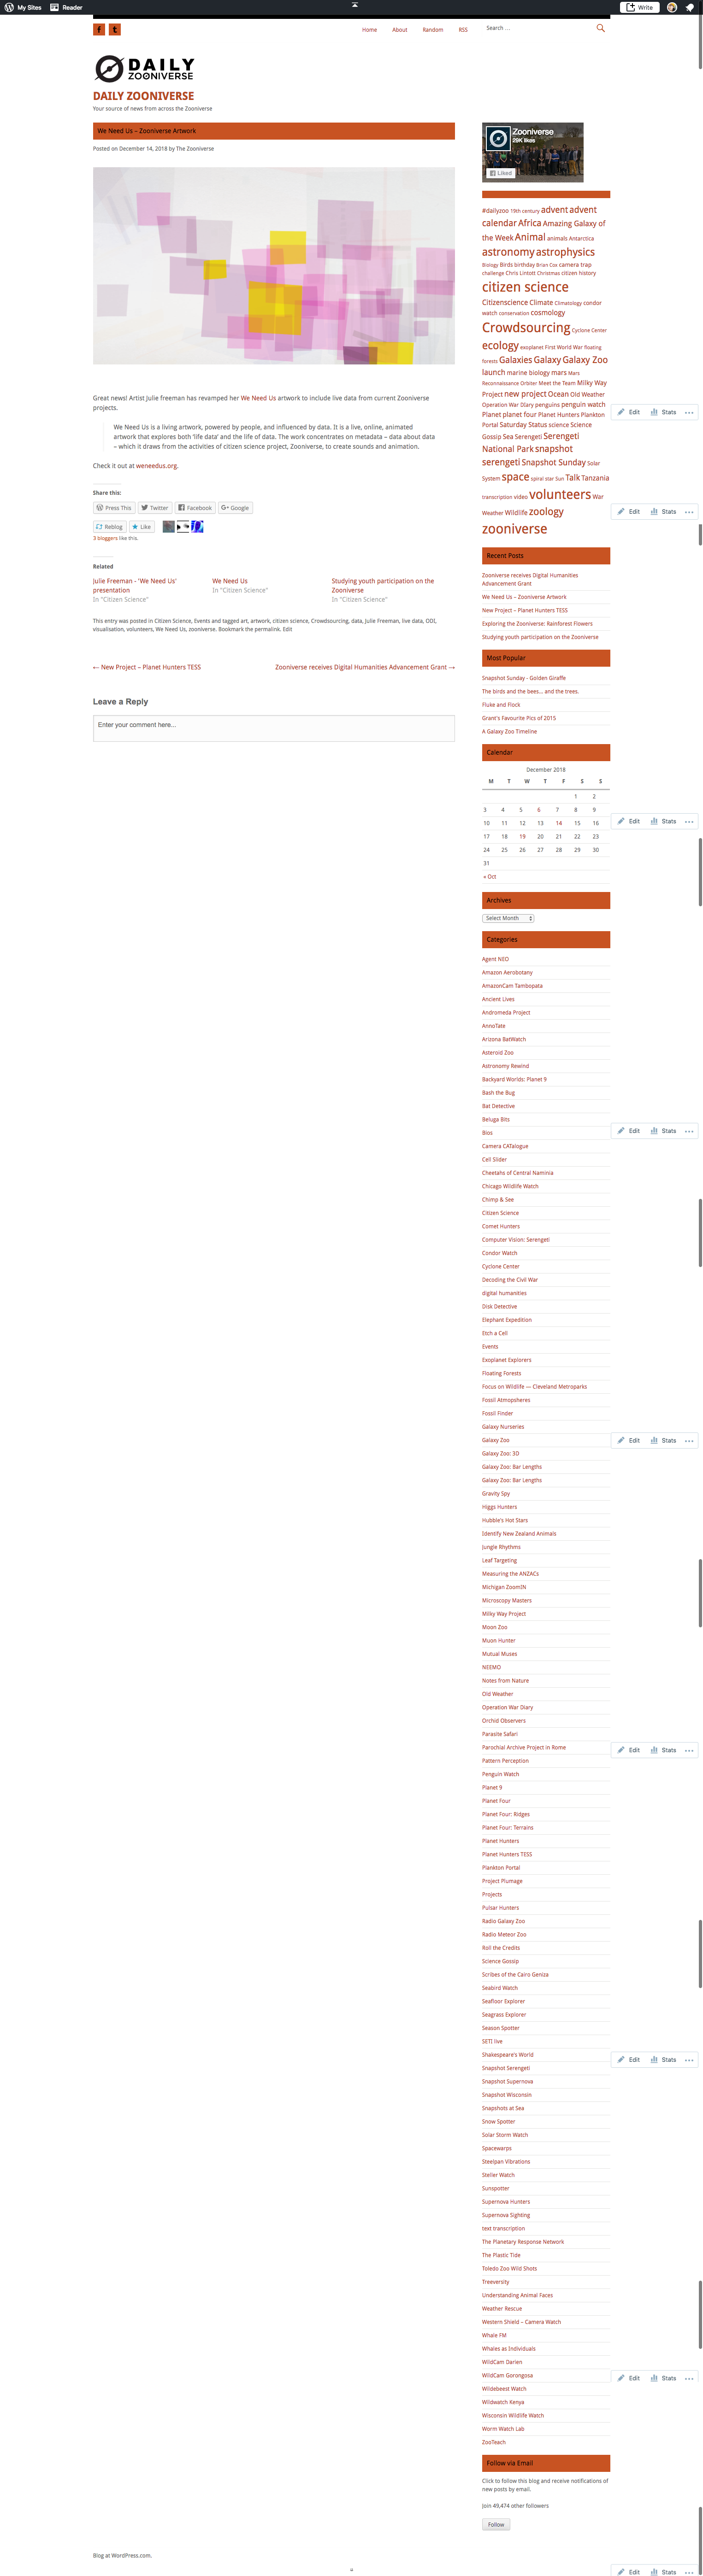 My Sites Reader Write
Home About Random RSS Search …
DAILY
ZOONIVERSE
DAILY ZOONIVERSE
Your source of news from across the Zooniverse
We Need Us – Zooniverse Artwork
Posted on December 14, 2018 by The Zooniverse
Great news! Artist Julie freeman has revamped her We Need Us artwork to include live data from current Zooniverse
projects.
We Need Us is a living artwork, powered by people, and influenced by data. It is a live, online, animated
artwork that explores both 'life data' and the life of data. The work concentrates on metadata – data about data
– which it draws from its unlikely source: the activity within a set of citizen science project, Zooniverse, to create sounds and animation.
Check it out at weneedus.org.
Share this:
Press This Twitter Facebook Google
Reblog Like
3 bloggers like this.
Related
Julie Freeman - 'We Need Us'
presentation
In "Citizen Science"
We Need Us
In "Citizen Science"
Studying youth participation on the
Zooniverse
In "Citizen Science"
This entry was posted in Citizen Science, Events and tagged art, artwork, citizen science, Crowdsourcing, data, Julie Freeman, live data, ODI,
visualisation, volunteers, We Need Us, zooniverse. Bookmark the permalink. Edit
← New Project – Planet Hunters TESS Zooniverse receives Digital Humanities Advancement Grant →
Leave a Reply
Enter your comment here...
Zooniverse
29K likes
Liked
#dailyzoo 19th century advent advent
calendar Africa Amazing Galaxy of
the Week Animal animals Antarctica
astronomy astrophysics
Biology Birds birthday Brian Cox camera trap
challenge Chris Lintott Christmas citizen history
citizen science
Citizenscience Climate Climatology condor
watch conservation cosmology
Crowdsourcing Cyclone Center
ecology exoplanet First World War floating
forests Galaxies Galaxy Galaxy Zoo
launch marine biology mars Mars
Reconnaissance Orbiter Meet the Team Milky Way
Project new project Ocean Old Weather
Operation War Diary penguins penguin watch
Planet planet four Planet Hunters Plankton
Portal Saturday Status science Science
Gossip Sea Serengeti Serengeti
National Park snapshot
serengeti Snapshot Sunday Solar
System space spiral star Sun Talk Tanzania
transcription video volunteers War
Weather Wildlife zoology
zooniverse
Recent Posts
Zooniverse receives Digital Humanities
Advancement Grant
We Need Us – Zooniverse Artwork
New Project – Planet Hunters TESS
Exploring the Zooniverse: Rainforest Flowers
Studying youth participation on the Zooniverse
Most Popular
Snapshot Sunday - Golden Giraffe
The birds and the bees... and the trees.
Fluke and Flock
Grant's Favourite Pics of 2015
A Galaxy Zoo Timeline
Calendar
December 2018
M T W T F S S
1 2
3 4 5 6 7 8 9
10 11 12 13 14 15 16
17 18 19 20 21 22 23
24 25 26 27 28 29 30
31
« Oct
Archives
Select Month
Categories
Agent NEO
Amazon Aerobotany
AmazonCam Tambopata
Ancient Lives
Andromeda Project
AnnoTate
Arizona BatWatch
Asteroid Zoo
Astronomy Rewind
Backyard Worlds: Planet 9
Bash the Bug
Bat Detective
Beluga Bits
Bios
Camera CATalogue
Cell Slider
Cheetahs of Central Naminia
Chicago Wildlife Watch
Chimp & See
Citizen Science
Comet Hunters
Computer Vision: Serengeti
Condor Watch
Cyclone Center
Decoding the Civil War
digital humanities
Disk Detective
Elephant Expedition
Etch a Cell
Events
Exoplanet Explorers
Floating Forests
Focus on Wildlife — Cleveland Metroparks
Fossil Atmopsheres
Fossil Finder
Galaxy Nurseries
Galaxy Zoo
Galaxy Zoo: 3D
Galaxy Zoo: Bar Lengths
Galaxy Zoo: Bar Lengths
Gravity Spy
Higgs Hunters
Hubble's Hot Stars
Identify New Zealand Animals
Jungle Rhythms
Leaf Targeting
Measuring the ANZACs
Michigan ZoomIN
Microscopy Masters
Milky Way Project
Moon Zoo
Muon Hunter
Mutual Muses
NEEMO
Notes from Nature
Old Weather
Operation War Diary
Orchid Observers
Parasite Safari
Parochial Archive Project in Rome
Pattern Perception
Penguin Watch
Planet 9
Planet Four
Planet Four: Ridges
Planet Four: Terrains
Planet Hunters
Planet Hunters TESS
Plankton Portal
Project Plumage
Projects
Pulsar Hunters
Radio Galaxy Zoo
Radio Meteor Zoo
Roll the Credits
Science Gossip
Scribes of the Cairo Geniza
Seabird Watch
Seafloor Explorer
Seagrass Explorer
Season Spotter
SETI live
Shakespeare's World
Snapshot Serengeti
Snapshot Supernova
Snapshot Wisconsin
Snapshots at Sea
Snow Spotter
Solar Storm Watch
Spacewarps
Steelpan Vibrations
Steller Watch
Sunspotter
Supernova Hunters
Supernova Sighting
text transcription
The Planetary Response Network
The Plastic Tide
Toledo Zoo Wild Shots
Treeversity
Understanding Animal Faces
Weather Rescue
Western Shield – Camera Watch
Whale FM
Whales as Individuals
WildCam Darien
WildCam Gorongosa
Wildebeest Watch
Wildwatch Kenya
Wisconsin Wildlife Watch
Worm Watch Lab
ZooTeach
Follow via Email
Click to follow this blog and receive notifications of
new posts by email.
Join 49,474 other followers
Follow
Edit Stats
Edit Stats
Edit Stats
Edit Stats
Edit Stats
Edit Stats
Edit Stats
Edit Stats
Edit Stats
Blog at WordPress.com.